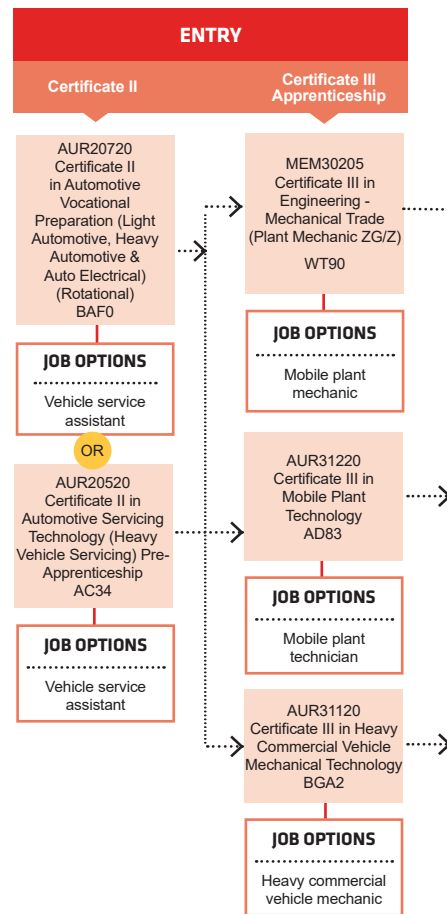 ENTRY
Certificate II
Certificate III
Apprenticeship
AUR20720
Certificate II
in Automotive
Vocational
Preparation (Light
Automotive, Heavy
Automotive &
Auto Electrical)
(Rotational)
BAF0
JOB OPTIONS
Vehicle service
assistant
OR
AUR20520
Certificate II in
Automotive Servicing
Technology (Heavy
Vehicle Servicing) Pre-
Apprenticeship
AC34
JOB OPTIONS
Vehicle service
assistant
MEM30205
Certificate III in
Engineering -
Mechanical Trade
(Plant Mechanic ZG/Z)
WT90
JOB OPTIONS
Mobile plant
mechanic
AUR31220
Certificate III in
Mobile Plant
Technology
AD83
JOB OPTIONS
Mobile plant
technician
AUR31120
Certificate III in Heavy
Commercial Vehicle
Mechanical Technology
BGA2
JOB OPTIONS
Heavy commercial
vehicle mechanic